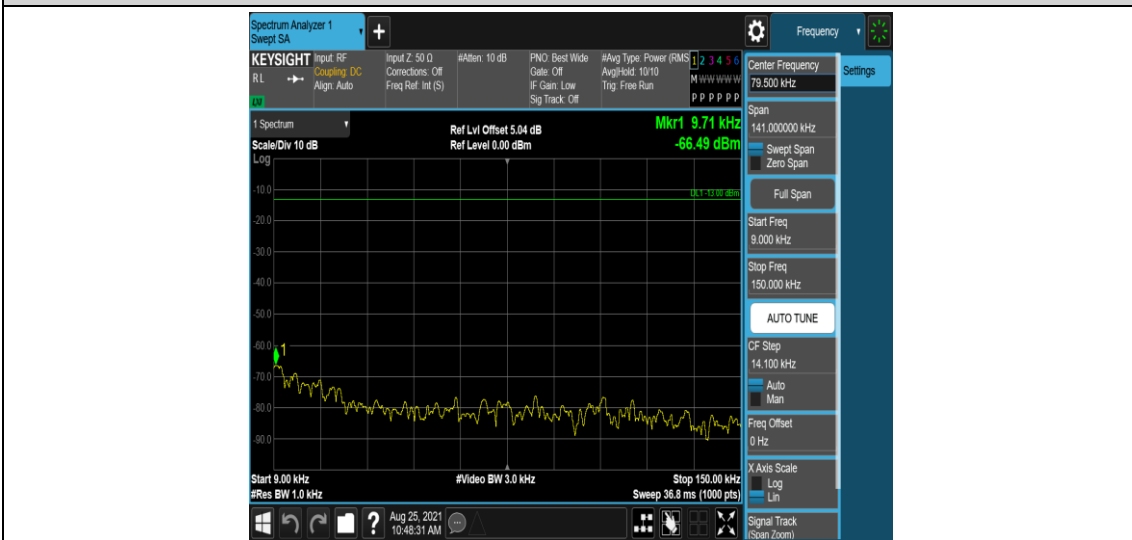 Spectrum Analyzer 1
Swept SA
+
Frequency
KEYSIGHT
RL
LXI
Input: RF
Coupling: DC
Align: Auto
Input Z: 50 Ω
Corrections: Off
Freq Ref: Int (S)
#Atten: 10 dB
PNO: Best Wide
Gate: Off
IF Gain: Low
Sig Track: Off
#Avg Type: Power (RMS
Avg|Hold: 10/10
Trig: Free Run
1 2 3 4 5 6
M W W W W W
P P P P P P
1 Spectrum
Scale/Div 10 dB
Log
Ref Lvl Offset 5.04 dB
Ref Level 0.00 dBm
Mkr1 9.71 kHz
-66.49 dBm
DL1 -13.00 dBm
-10.0
-20.0
-30.0
-40.0
-50.0
-60.0
-70.0
-80.0
-90.0
1
Start 9.00 kHz
#Res BW 1.0 kHz
#Video BW 3.0 kHz
Stop 150.00 kHz
Sweep 36.8 ms (1000 pts)
Center Frequency
79.500 kHz
Settings
Span
141.000000 kHz
Swept Span
Zero Span
Full Span
Start Freq
9.000 kHz
Stop Freq
150.000 kHz
AUTO TUNE
CF Step
14.100 kHz
Auto
Man
Freq Offset
0 Hz
X Axis Scale
Log
Lin
Signal Track
(Span Zoom)
?
Aug 25, 2021
10:48:31 AM